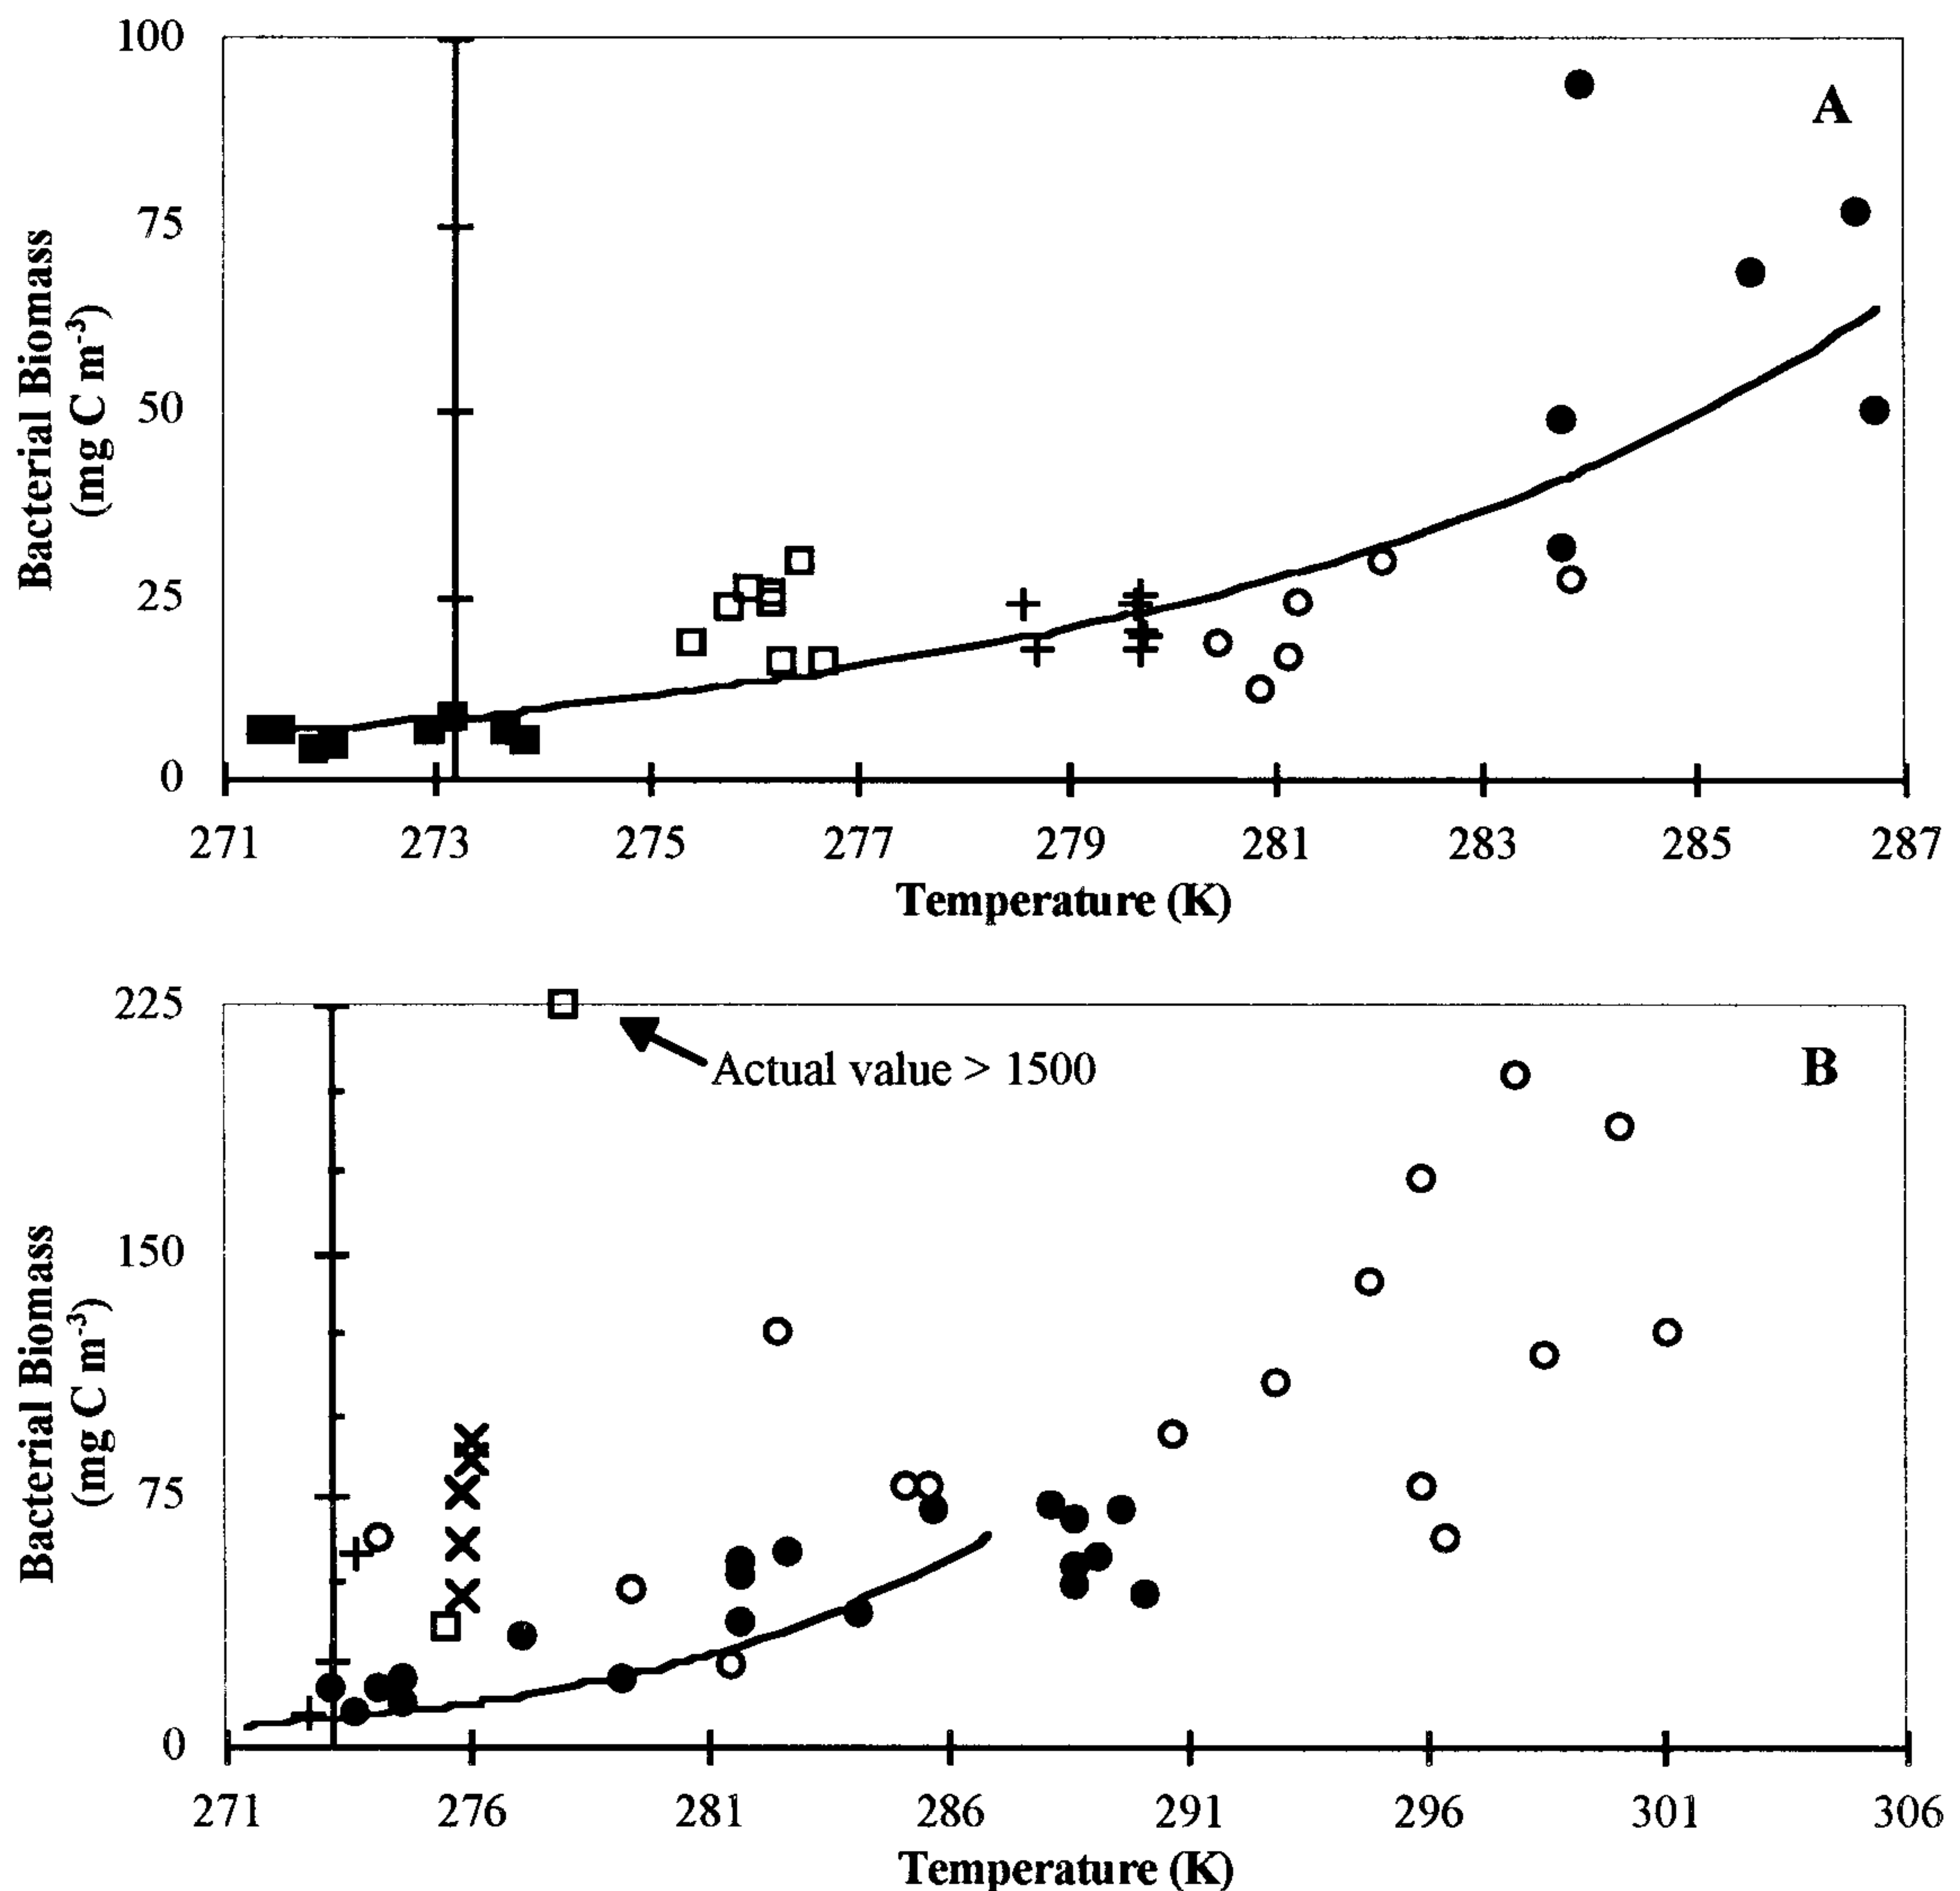 100
75
50
25
0
Bacterial Biomass
(mg C m⁻³)
A
271 273 275 277 279 281 283 285 287
Temperature (K)
225
150
75
0
Bacterial Biomass
(mg C m⁻³)
Actual value > 1500
B
271 276 281 286 291 296 301 306
Temperature (K)